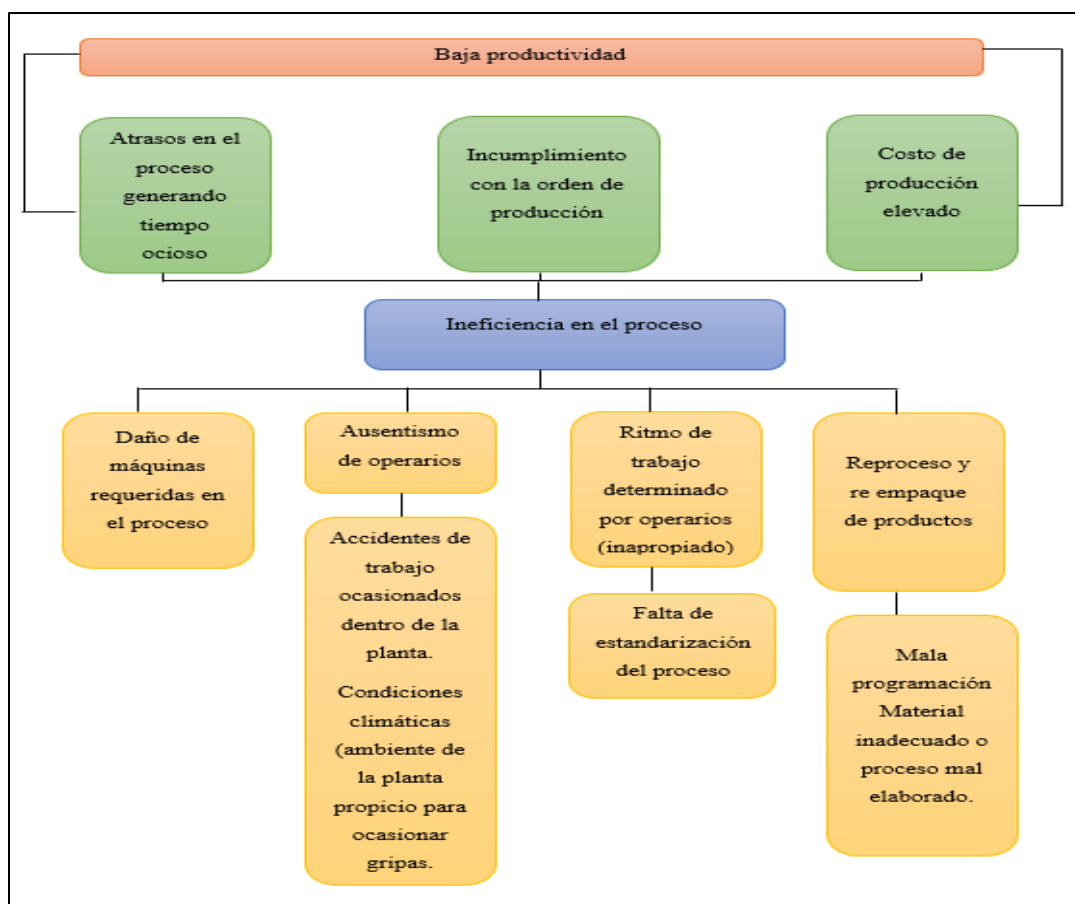 Baja productividad
Atrasos en el
proceso
generando
tiempo
ocioso
Incumplimiento
con la orden de
producción
Costo de
producción
elevado
Ineficiencia en el proceso
Daño de
máquinas
requeridas en
el proceso
Ausentismo
de operarios
Accidentes de
trabajo
ocasionados
dentro de la
planta.
Condiciones
climáticas
(ambiente de
la planta
propicio para
ocasionar
gripas.
Ritmo de
trabajo
determinado
por operarios
(inapropiado)
Falta de
estandarización
del proceso
Reproceso y
re empaque
de productos
Mala
programación
Material
inadecuado o
proceso mal
elaborado.